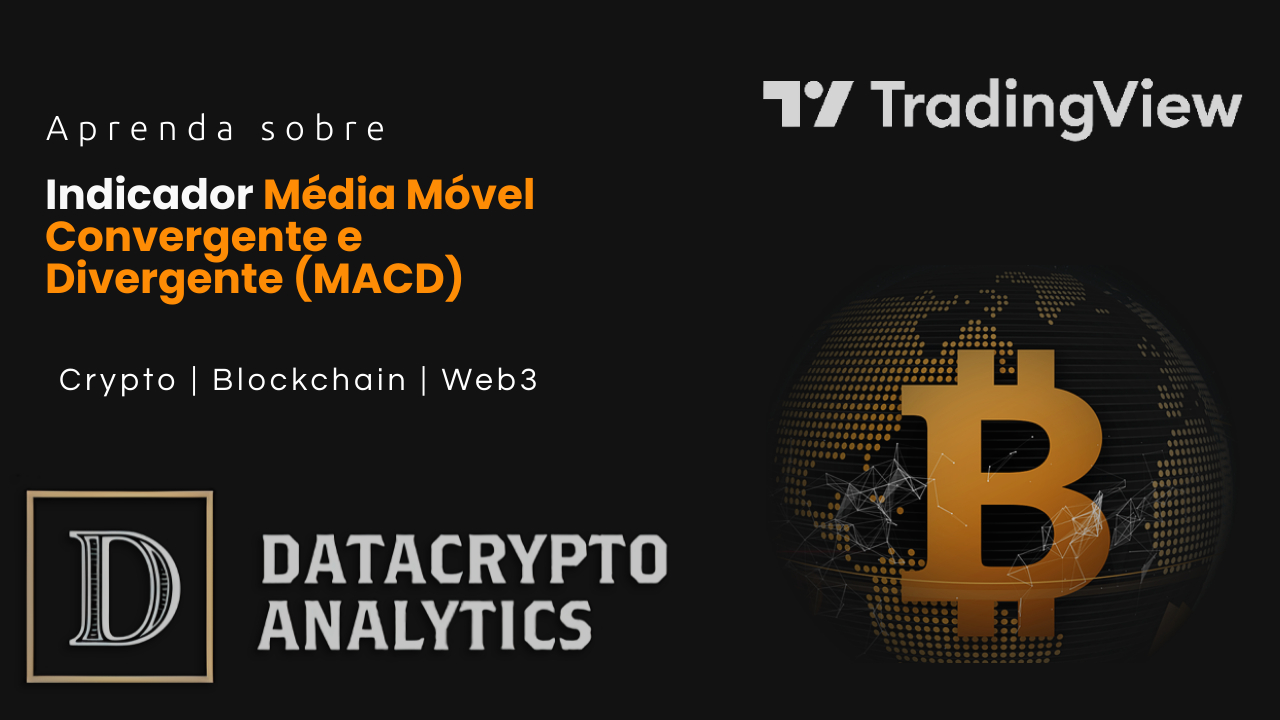 Aprenda sobre
Indicador Média Móvel
Convergente e
Divergente (MACD)
Crypto | Blockchain | Web3
TradingView
D
DATACRYPTO
ANALYTICS